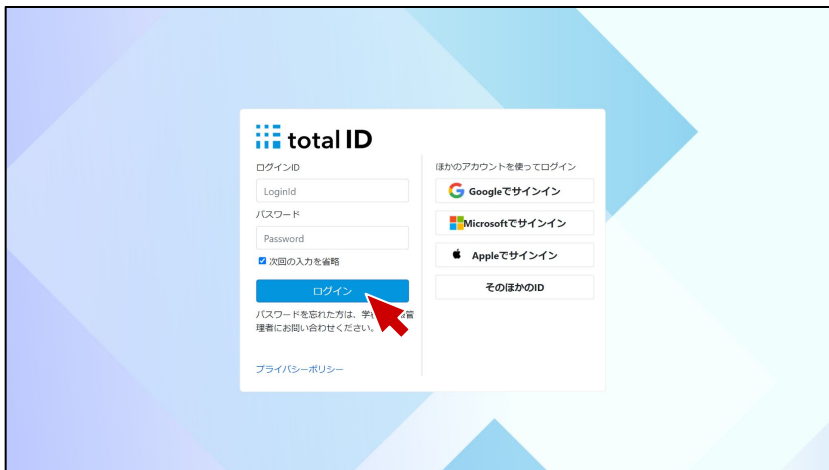 total ID
ログインID
LoginId
パスワード
Password
次回の入力を省略
ログイン
パスワードを忘れた方は、学
管
理者にお問い合わせください。
プライバシーポリシー
ほかのアカウントを使ってログイン
Googleでサインイン
Microsoftでサインイン
Appleでサインイン
そのほかのID